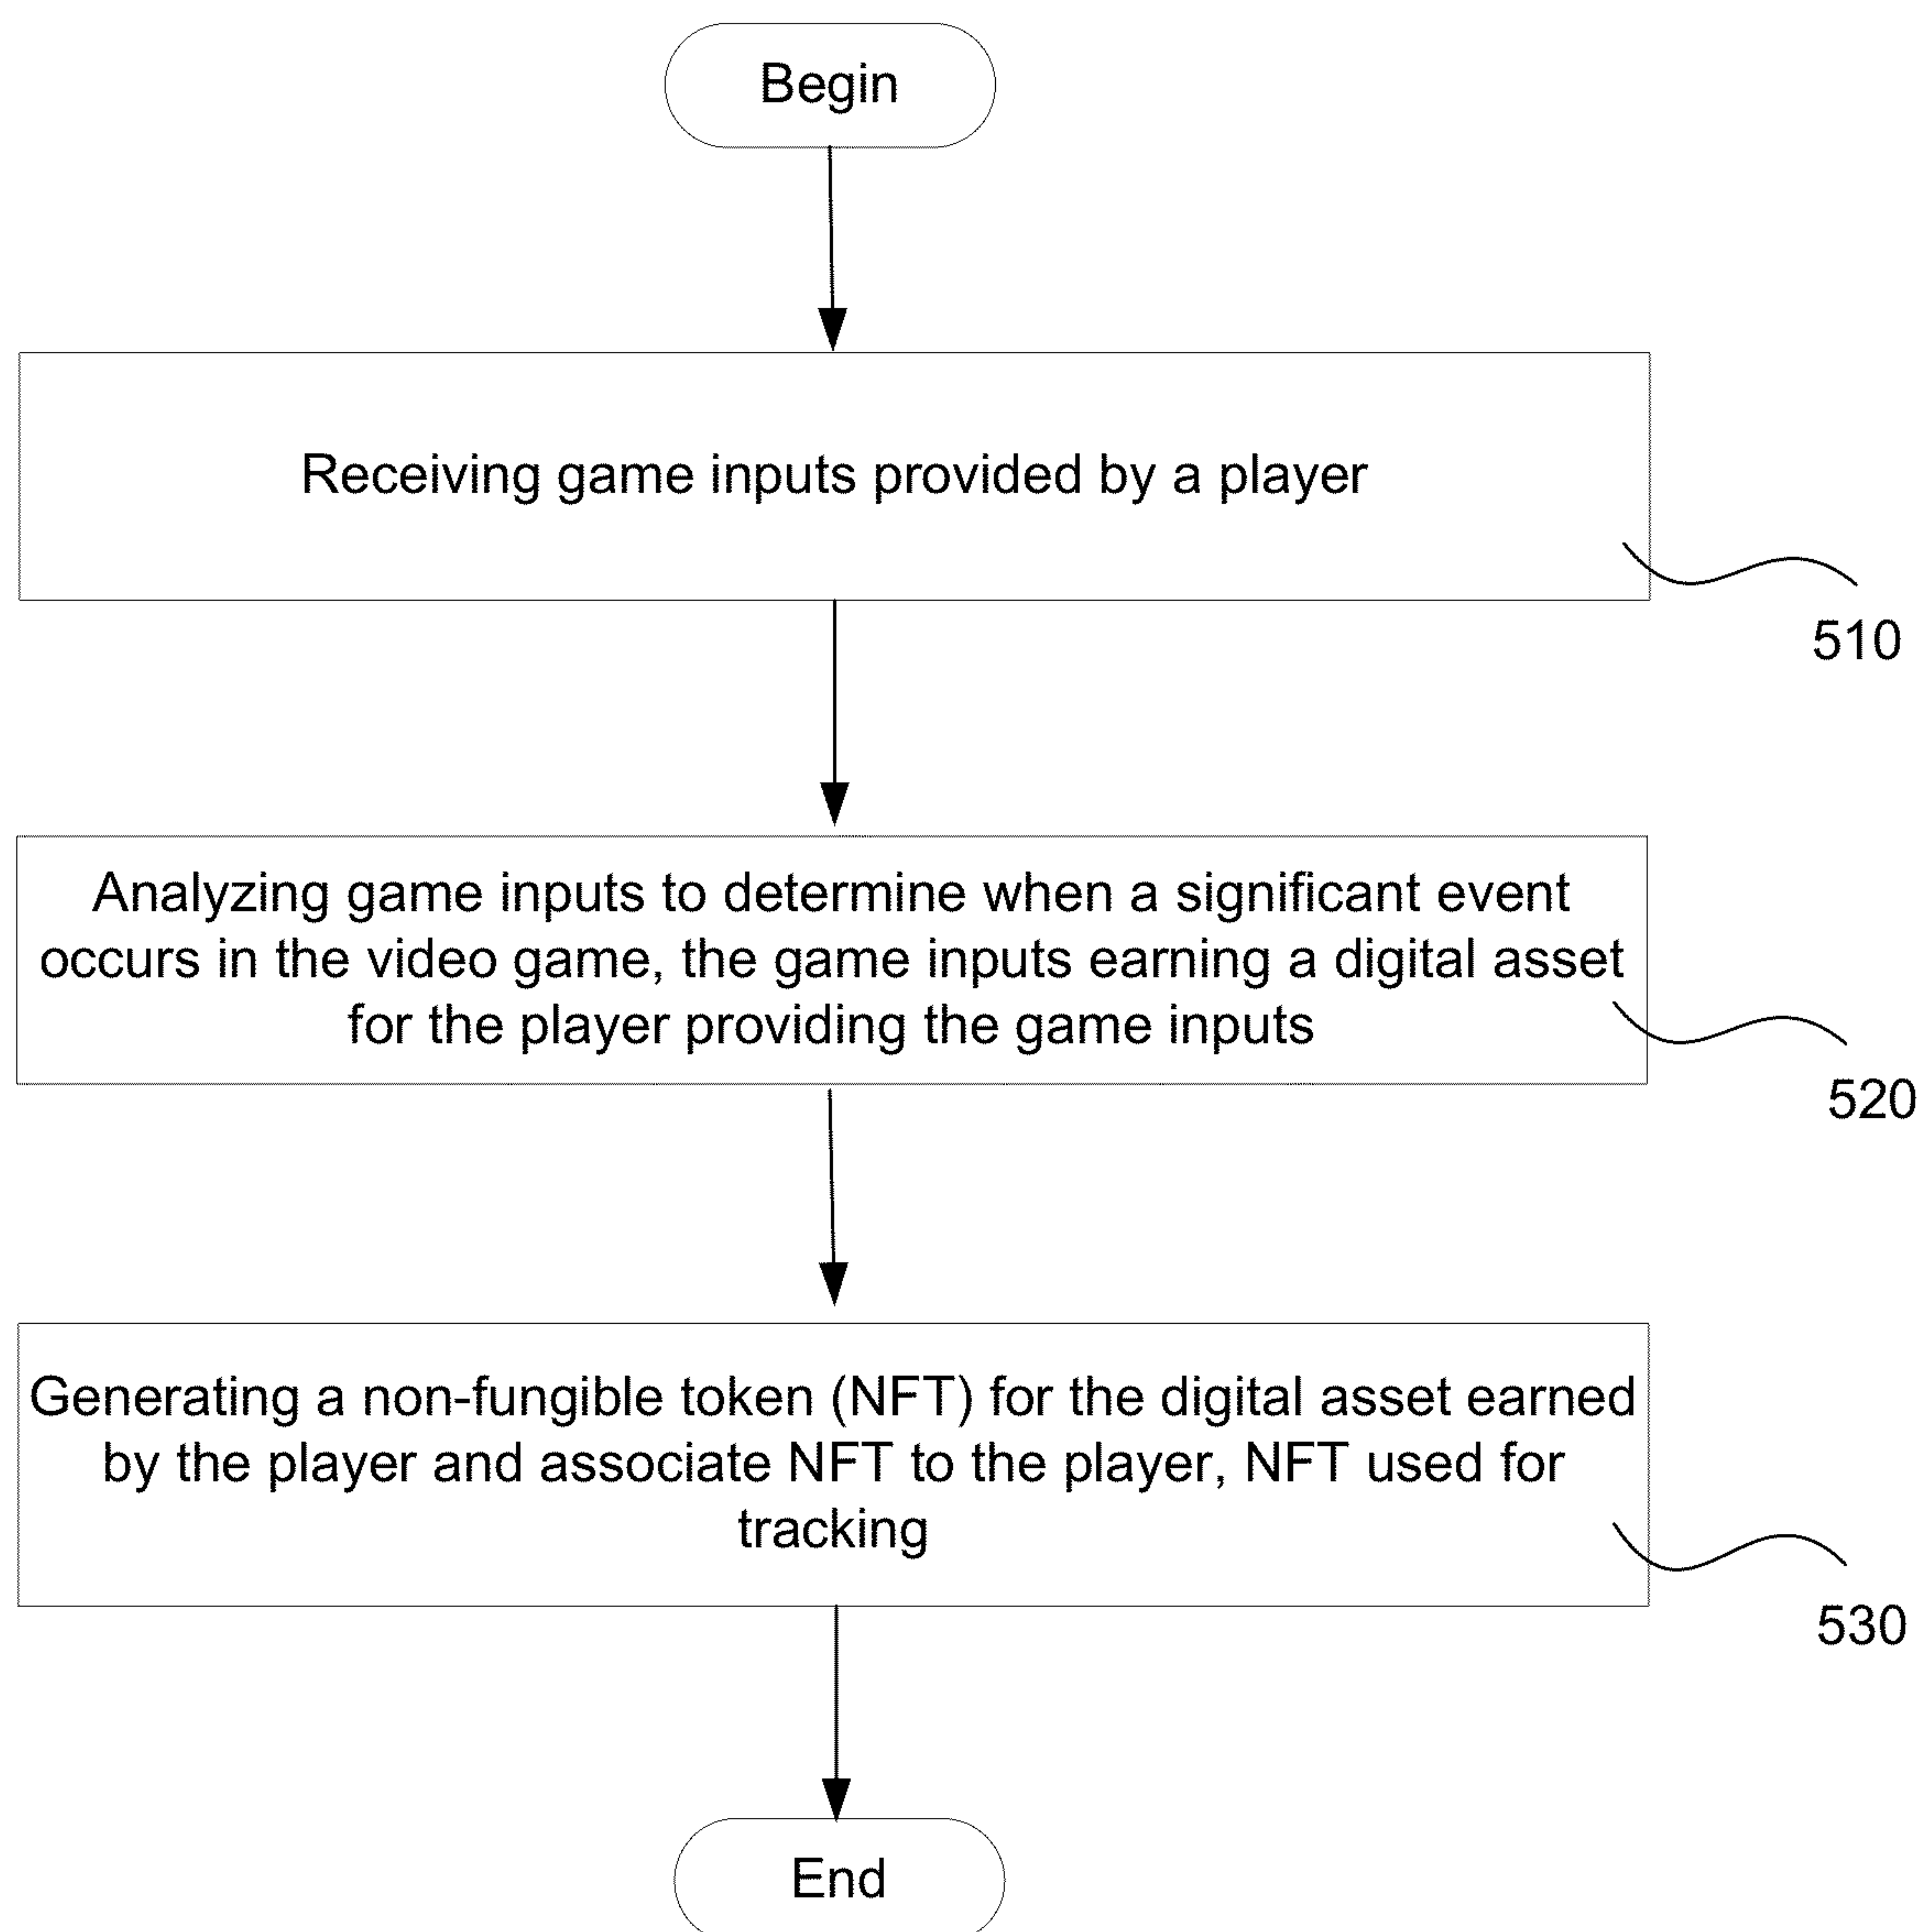 Begin
Receiving game inputs provided by a player
510
Analyzing game inputs to determine when a significant event
occurs in the video game, the game inputs earning a digital asset
for the player providing the game inputs
520
Generating a non-fungible token (NFT) for the digital asset earned
by the player and associate NFT to the player, NFT used for
tracking
530
End